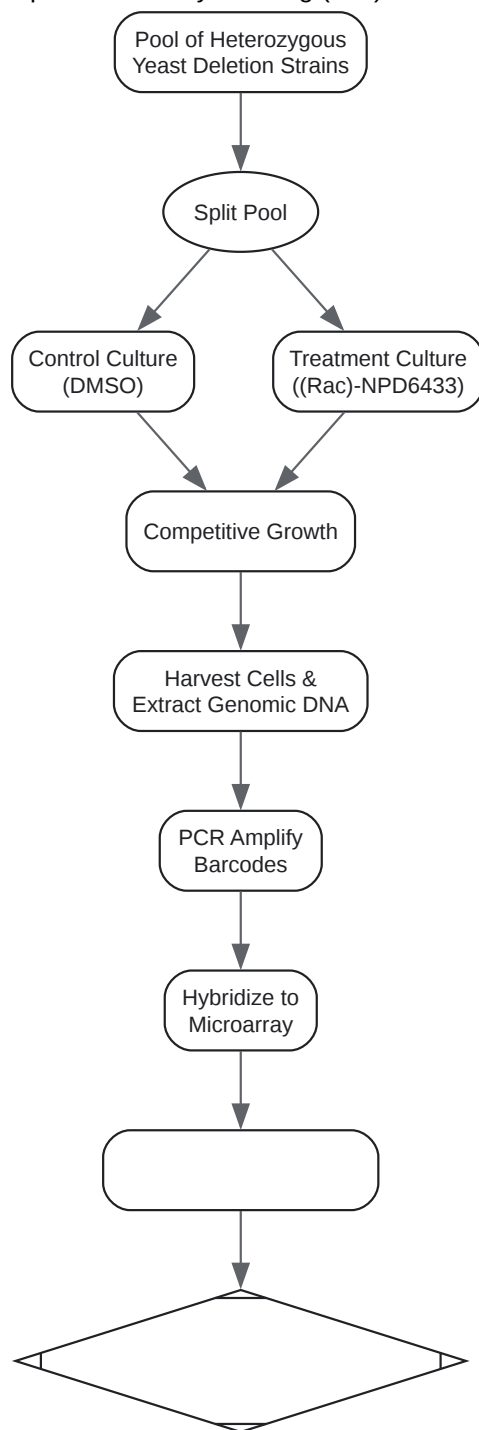 Pool of Heterozygous
Yeast Deletion Strains
Split Pool
Control Culture
(DMSO)
Treatment Culture
((Rac)-NPD6433)
Competitive Growth
Harvest Cells &
Extract Genomic DNA
PCR Amplify
Barcodes
Hybridize to
Microarray